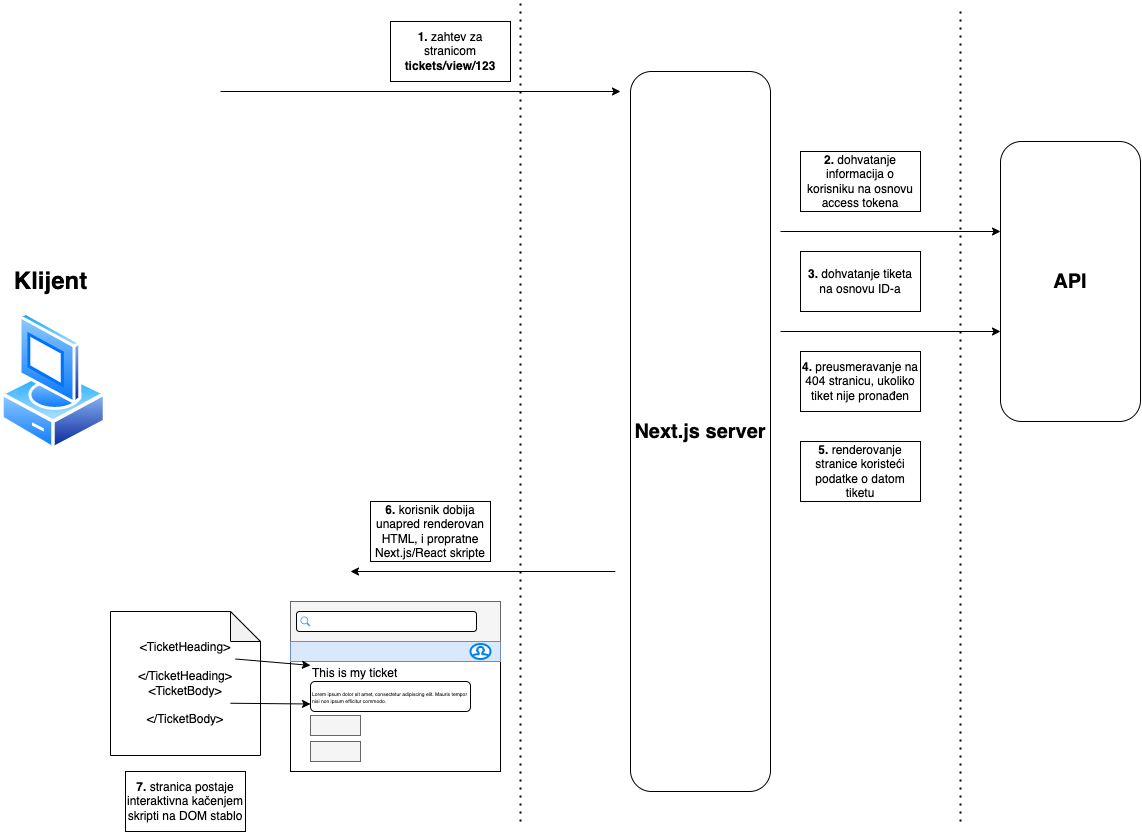 1. zahtev za
stranicom
tickets/view/123
2. dohvatanje
informacija o
korisniku na osnovu
access tokena
Klijent
3. dohvatanje tiketa
na osnovu ID-a
API
4. preusmeravanje na
404 stranicu, ukoliko
tiket nije pronađen
Next.js server
5. renderovanje
stranice koristeći
podatke o datom
tiketu
6. korisnik dobija
unapred renderovan
HTML, i propratne
Next.js/React skripte
<TicketHeading>
</TicketHeading>
<TicketBody>
</TicketBody>
This is my ticket
Lorem ipsum dolor sit amet, consectetur adipiscing elit. Mauris tempor
nisi non ipsum efficitur commodo.
7. stranica postaje
interaktivna kačenjem
skripti na DOM stablo